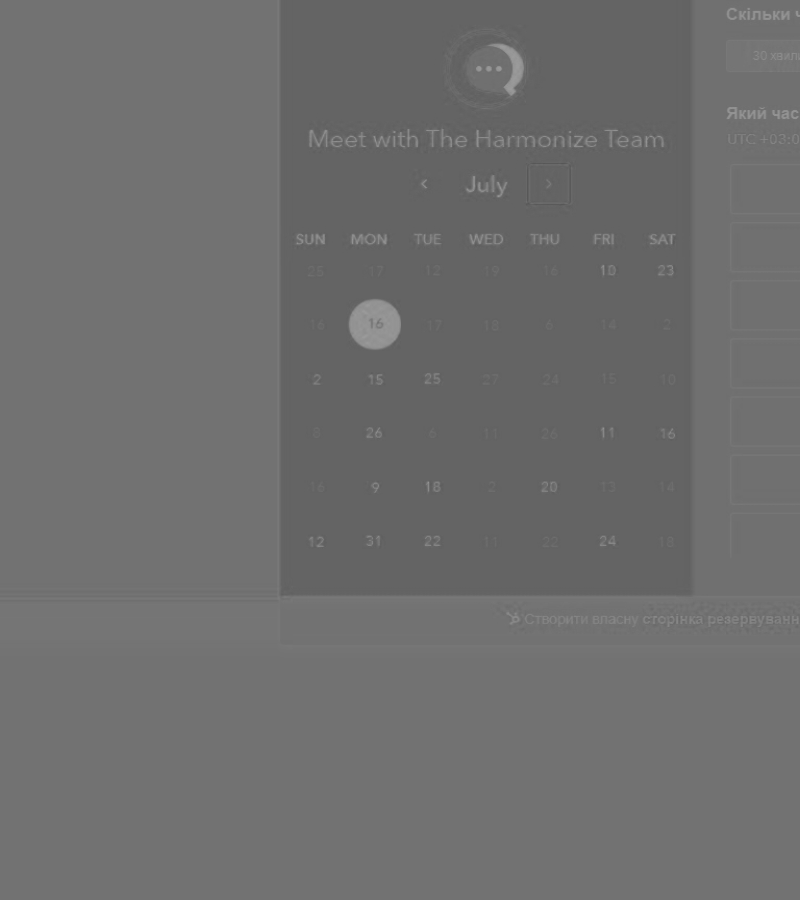 Скільки
30
Meet with The Harmonize Team
Який час
UTC +03:0
July
SUN MON TUE WED THU FRI SAT
25 17 12 19 16 10 23
14 16 17 18 6 14 2
2 15 25 27 24 15 10
8 26 6 11 26 11 16
16 9 18 2 20 13 14
12 31 22 11 22 24 18
Створити власну сторінка